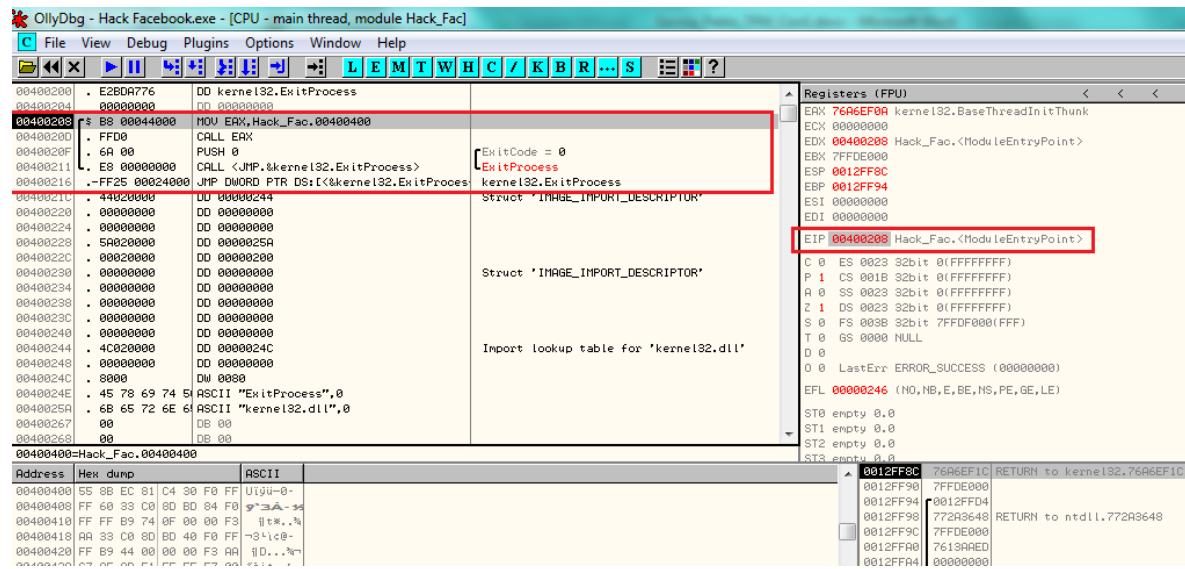 OllyDbg - Hack Facebook.exe - [CPU - main thread, module Hack_Fac]
C File View Debug Plugins Options Window Help
L E M T W H C / K B R ... S ?
00400200 . E2BDA776 DD kernel32.ExitProcess
00400204 00000000 DD 00000000
00400208 $ B8 00044000 MOV EAX,Hack_Fac.00400400
0040020D . FFD0 CALL EAX
0040020F . 6A 00 PUSH 0 ExitCode = 0
00400211 . E8 00000000 CALL <JMP.&kernel32.ExitProcess> ExitProcess
00400216 .-FF25 00024000 JMP DWORD PTR DS:[<&kernel32.ExitProces kernel32.ExitProcess
0040021C . 44020000 DD 00000244 Struct 'IMAGE_IMPORT_DESCRIPTOR'
00400220 . 00000000 DD 00000000
00400224 . 00000000 DD 00000000
00400228 . 5A020000 DD 0000025A
0040022C . 00020000 DD 00000200
00400230 . 00000000 DD 00000000 Struct 'IMAGE_IMPORT_DESCRIPTOR'
00400234 . 00000000 DD 00000000
00400238 . 00000000 DD 00000000
0040023C . 00000000 DD 00000000
00400240 . 00000000 DD 00000000
00400244 . 4C020000 DD 0000024C Import lookup table for 'kernel32.dll'
00400248 . 00000000 DD 00000000
0040024C . 8000 DW 0080
0040024E . 45 78 69 74 5 ASCII "ExitProcess",0
0040025A . 6B 65 72 6E 6 ASCII "kernel32.dll",0
00400267 00 DB 00
00400268 00 DB 00
00400400=Hack_Fac.00400400
Registers (FPU) < < <
EAX 76A6EF0A kernel32.BaseThreadInitThunk
ECX 00000000
EDX 00400208 Hack_Fac.<ModuleEntryPoint>
EBX 7FFDE000
ESP 0012FF8C
EBP 0012FF94
ESI 00000000
EDI 00000000
EIP 00400208 Hack_Fac.<ModuleEntryPoint>
C 0 ES 0023 32bit 0(FFFFFFFF)
P 1 CS 001B 32bit 0(FFFFFFFF)
A 0 SS 0023 32bit 0(FFFFFFFF)
Z 1 DS 0023 32bit 0(FFFFFFFF)
S 0 FS 003B 32bit 7FFDF000(FFF)
T 0 GS 0000 NULL
D 0
O 0 LastErr ERROR_SUCCESS (00000000)
EFL 00000246 (NO,NB,E,BE,NS,PE,GE,LE)
ST0 empty 0.0
ST1 empty 0.0
ST2 empty 0.0
ST3 empty 0.0
Address Hex dump ASCII
00400400 55 8B EC 81 C4 30 F0 FF
00400408 FF 60 33 C0 8D BD 84 F0
00400410 FF FF B9 74 0F 00 00 F3
00400418 AA 33 C0 8D BD 40 F0 FF
00400420 FF B9 44 00 00 00 F3 AA
0012FF8C 76A6EF1C RETURN to kernel32.76A6EF1C
0012FF90 7FFDE000
0012FF94 0012FFD4
0012FF98 772A3648 RETURN to ntdll.772A3648
0012FF9C 7FFDE000
0012FFA0 7613AAED
0012FFA4 00000000